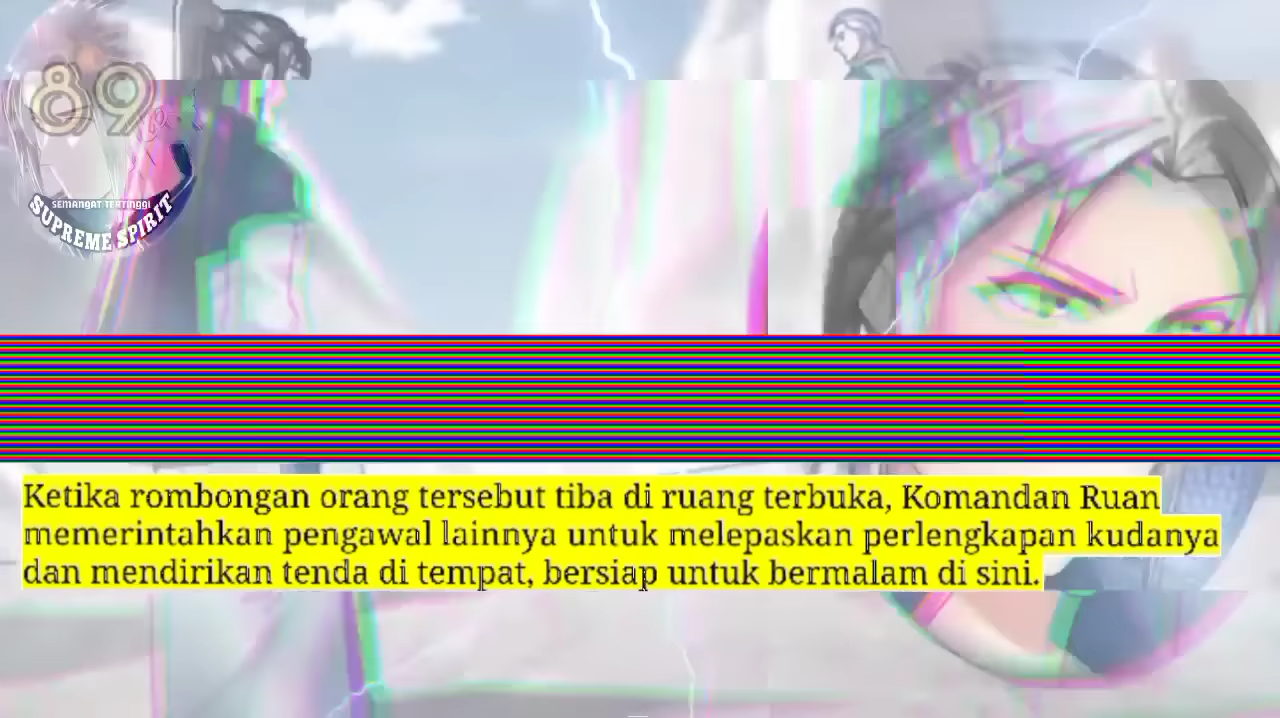 89
SEMANGAT TERTINGGI
SUPREME SPIRIT
Ketika rombongan orang tersebut tiba di ruang terbuka, Komandan Ruan
memerintahkan pengawal lainnya untuk melepaskan perlengkapan kudanya
dan mendirikan tenda di tempat, bersiap untuk bermalam di sini.